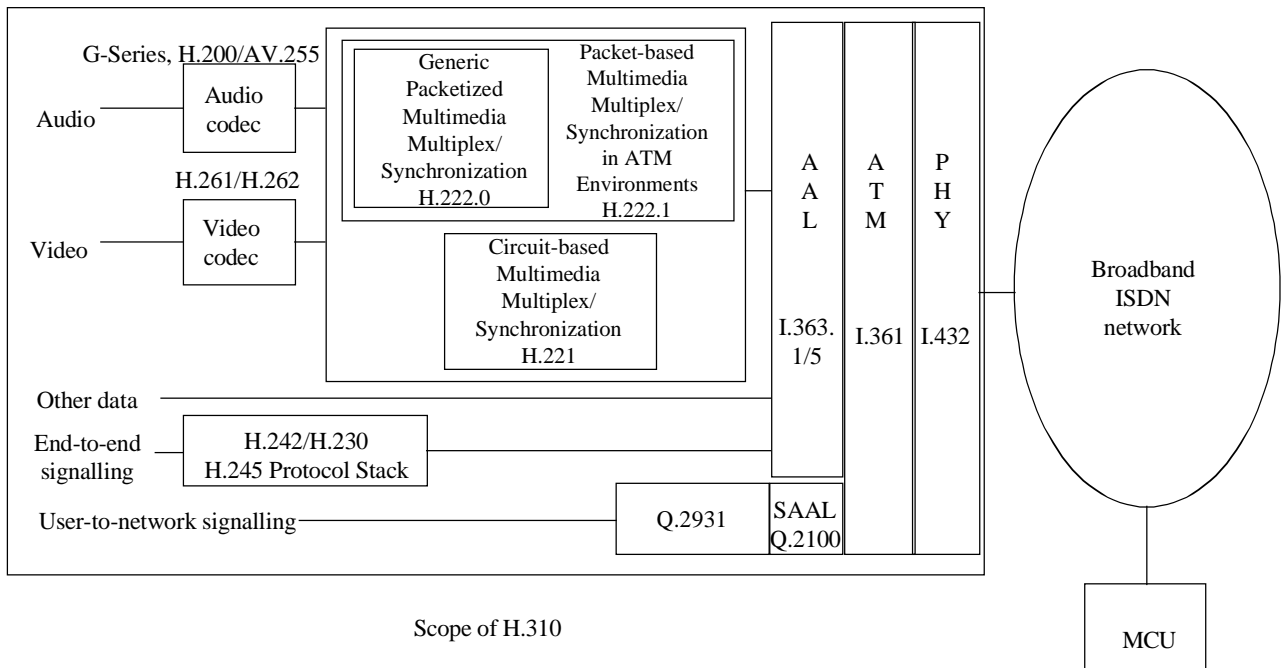 G-Series, H.200/AV.255
Audio
Audio
codec
H.261/H.262
Video
Video
codec
Generic
Packetized
Multimedia
Multiplex/
Synchronization
H.222.0
Packet-based
Multimedia
Multiplex/
Synchronization
in ATM
Environments
H.222.1
Circuit-based
Multimedia
Multiplex/
Synchronization
H.221
Other data
End-to-end
signalling
H.242/H.230
H.245 Protocol Stack
User-to-network signalling
Q.2931
SAAL
Q.2100
A
A
L
I.363.
1/5
A
T
M
I.361
P
H
Y
I.432
Broadband
ISDN
network
MCU
Scope of H.310